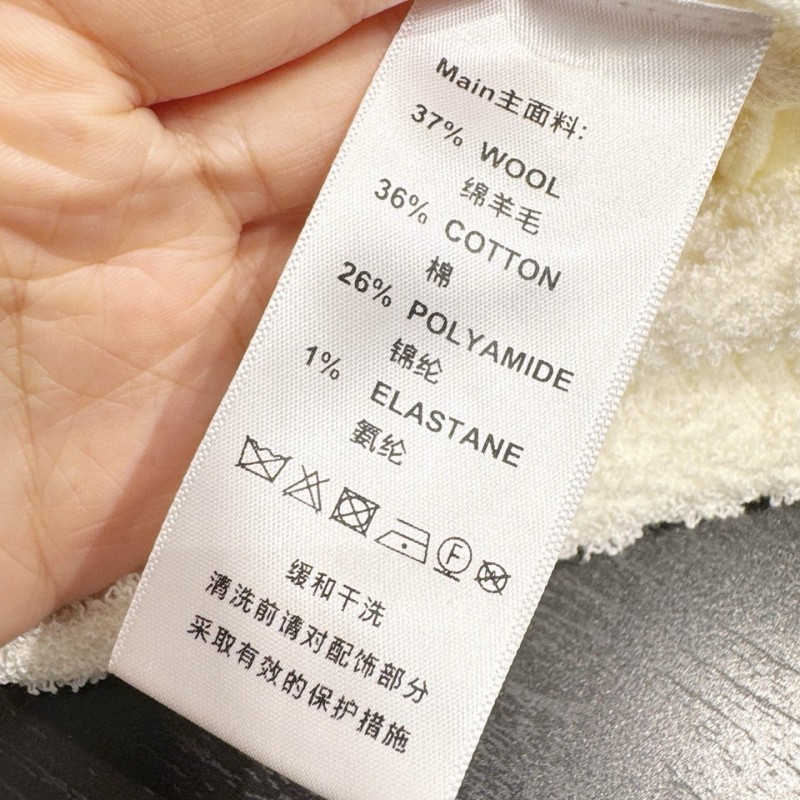 Main主面料:
37% WOOL
绵羊毛
36% COTTON
棉
26% POLYAMIDE
锦纶
1% ELASTANE
氨纶
F
缓和干洗
清洗前请对配饰部分
采取有效的保护措施